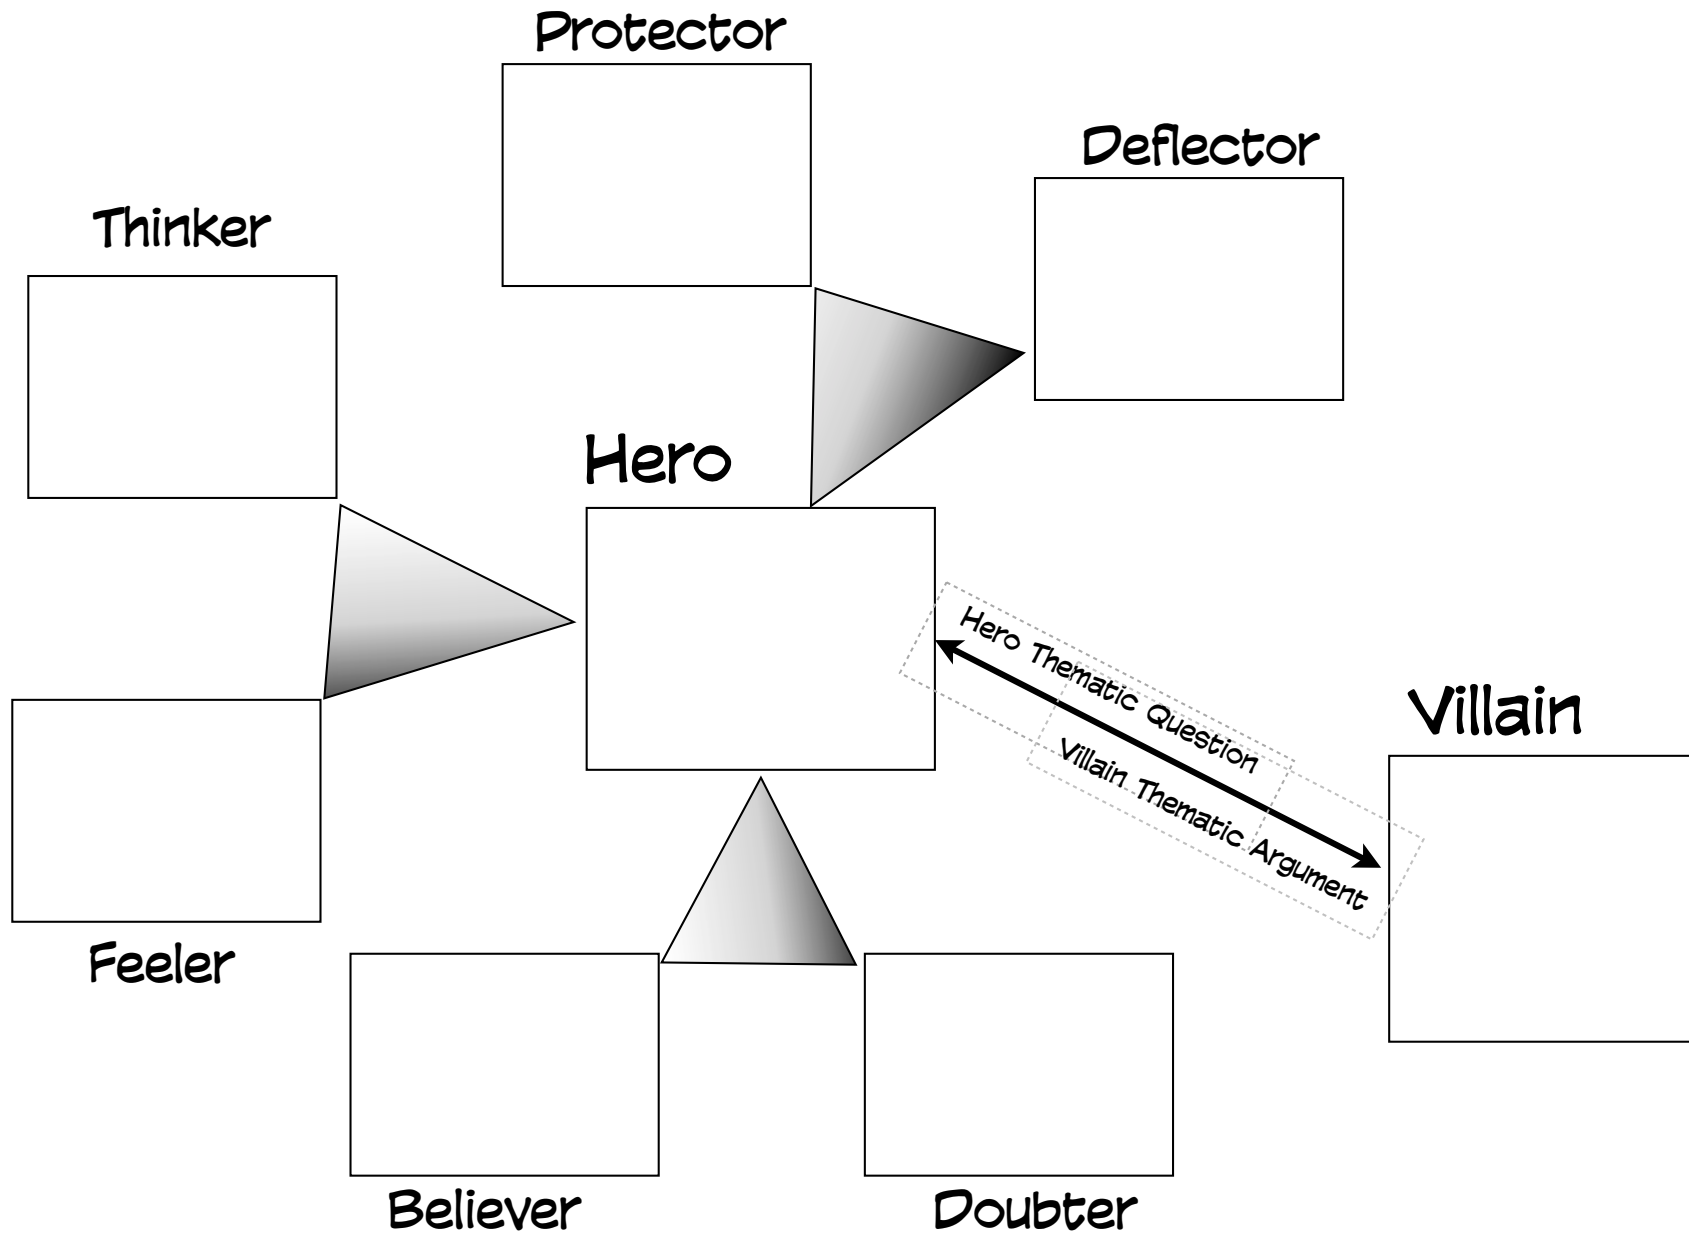 Protector
Deflector
Thinker
Hero
Hero Thematic Question
Villain Thematic Argument
Villain
Feeler
Believer
Doubter